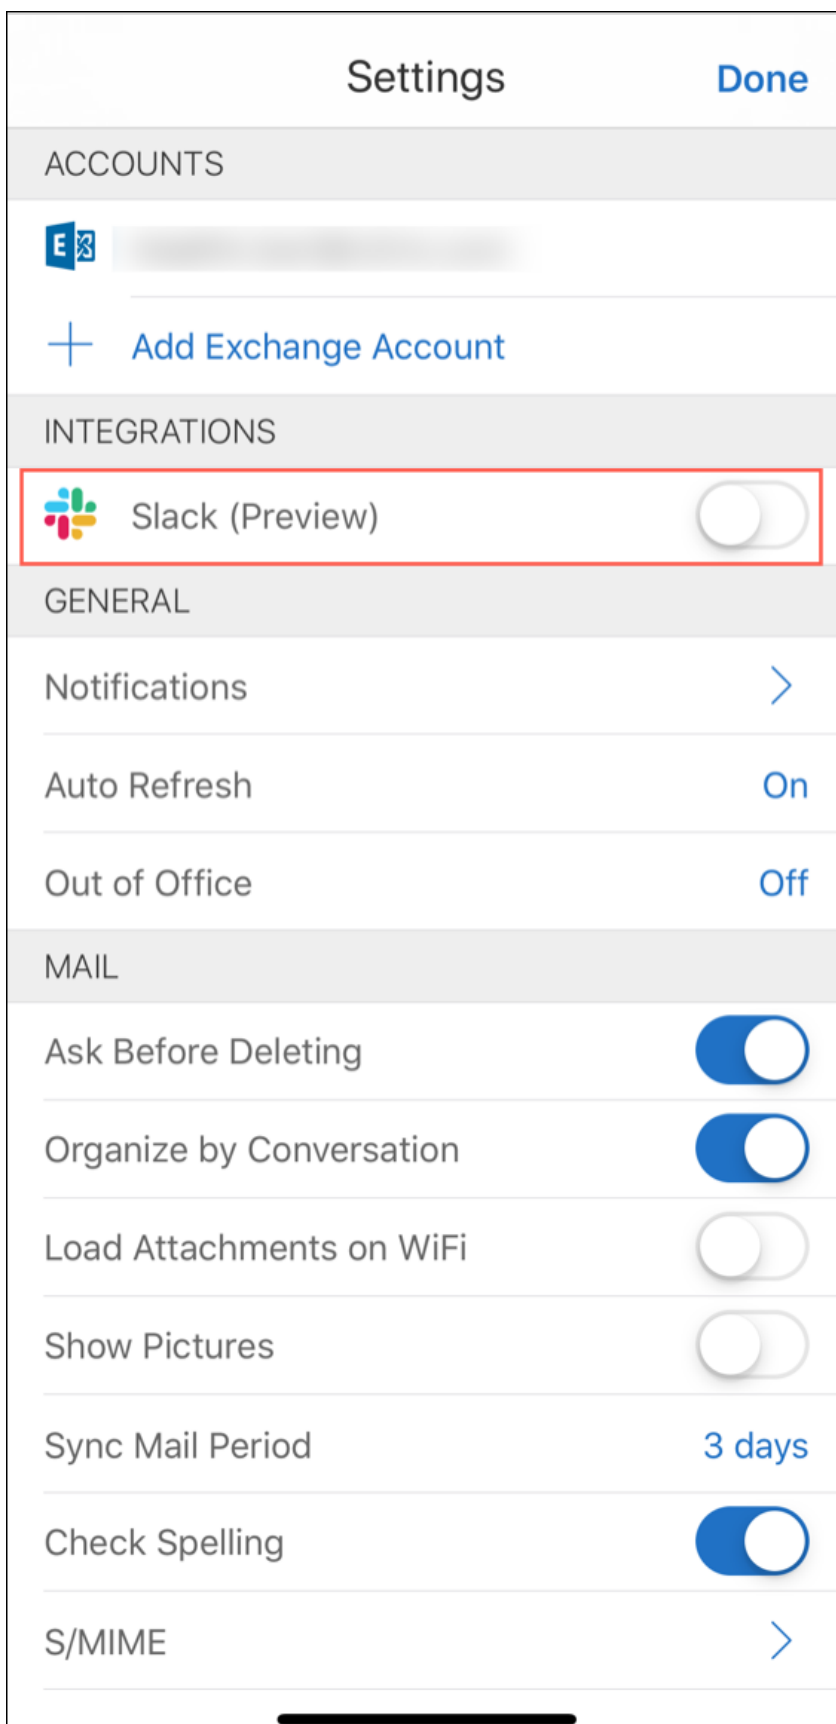 Settings
Done
ACCOUNTS
E
Add Exchange Account
INTEGRATIONS
Slack (Preview)
GENERAL
Notifications
Auto Refresh
On
Out of Office
Off
MAIL
Ask Before Deleting
Organize by Conversation
Load Attachments on WiFi
Show Pictures
Sync Mail Period
3 days
Check Spelling
S/MIME